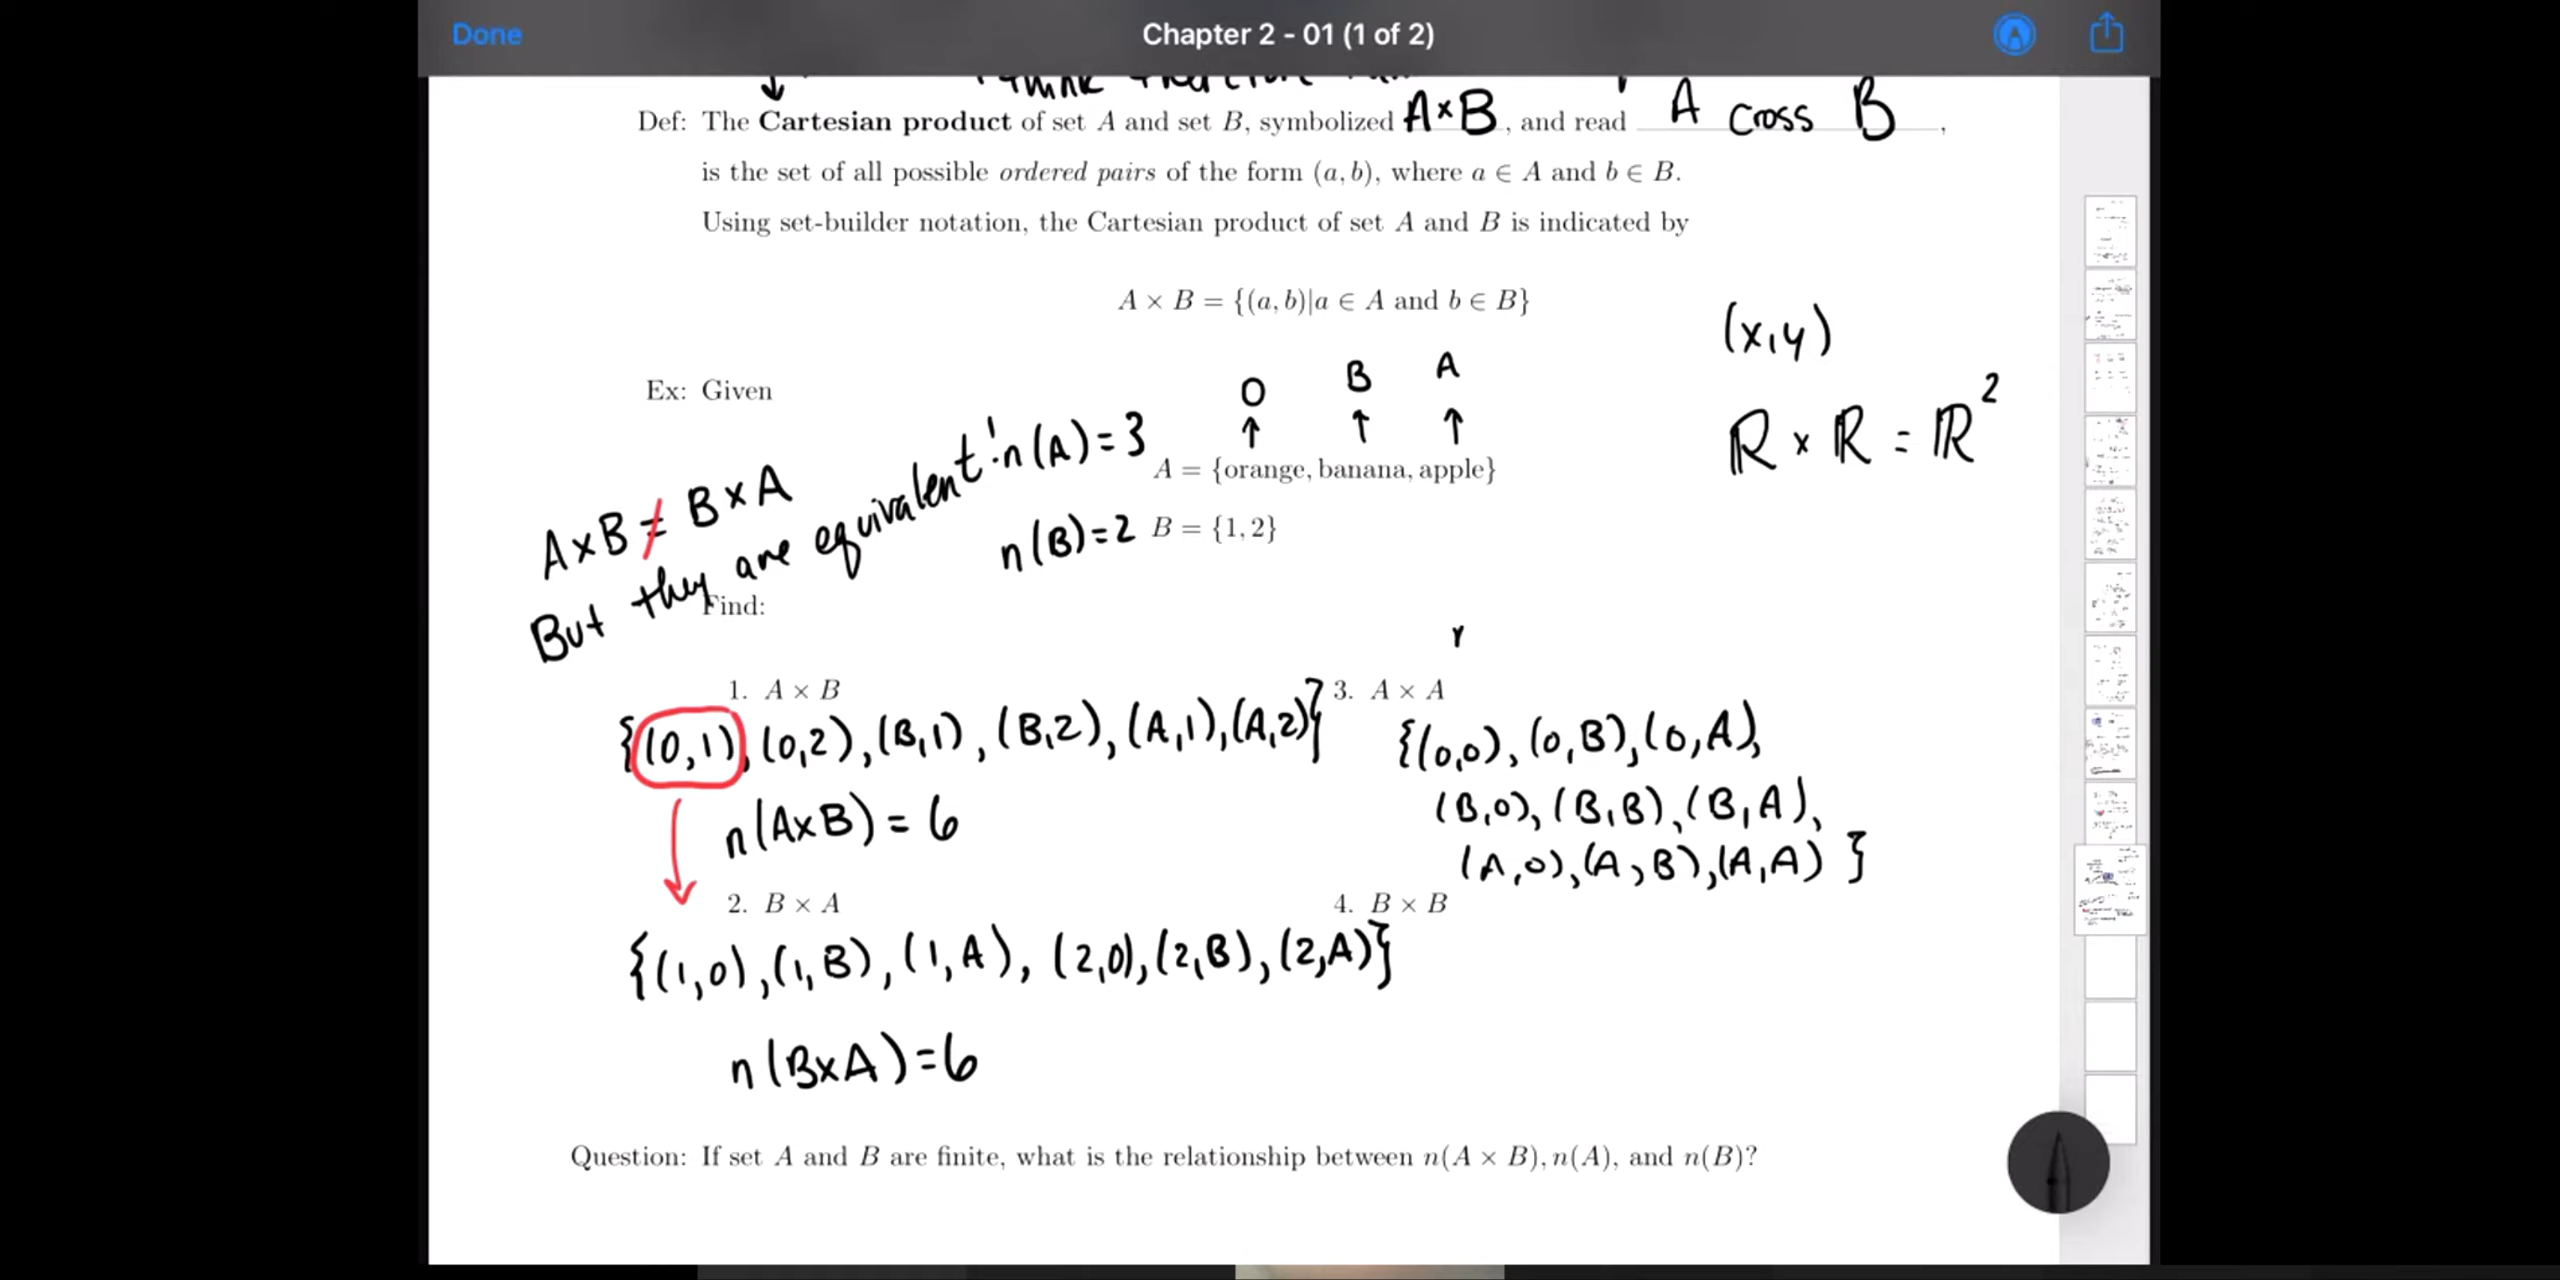 Done
Chapter 2 - 01 (1 of 2)
Def: The Cartesian product of set A and set B, symbolized A×B, and read A cross B,
is the set of all possible ordered pairs of the form (a, b), where a ∈ A and b ∈ B.
Using set-builder notation, the Cartesian product of set A and B is indicated by
A × B = {(a, b)|a ∈ A and b ∈ B}
(x,y)
ℝ × ℝ = ℝ²
Ex: Given
O B A
↑ ↑ ↑
n(A)=3 A = {orange, banana, apple}
n(B)=2 B = {1, 2}
A×B ≠ B×A
But they are equivalent!
Find:
1. A × B
{(O,1), (O,2), (B,1), (B,2), (A,1), (A,2)}
n(A×B) = 6
2. B × A
{(1,O), (1,B), (1,A), (2,O), (2,B), (2,A)}
n(B×A) = 6
3. A × A
{(O,O), (O,B), (O,A),
(B,O), (B,B), (B,A),
(A,O), (A,B), (A,A) }
4. B × B
Question: If set A and B are finite, what is the relationship between n(A × B), n(A), and n(B)?